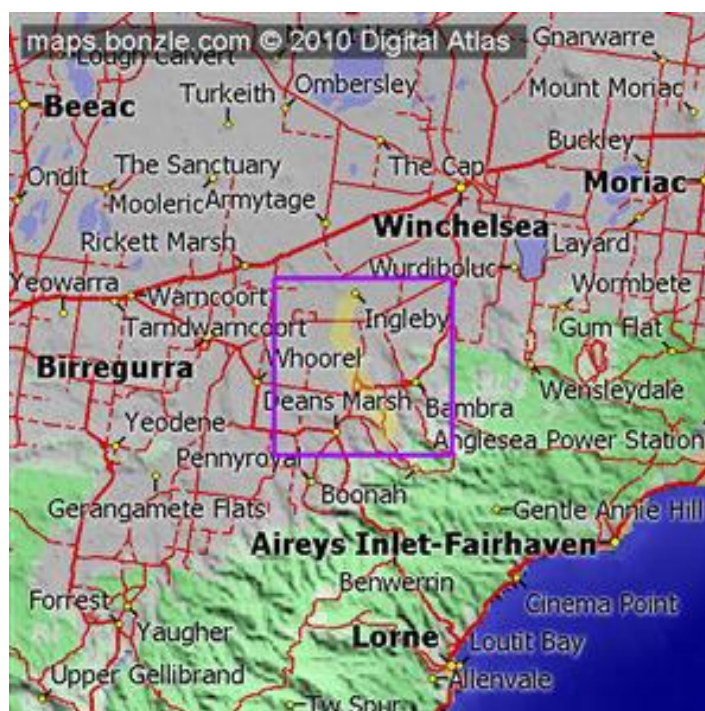 maps.bonzle.com © 2010 Digital Atlas
Gnarwarre
Lough Calvert
Turkeith
Ombersley
Mount Moriac
Beeac
Buckley
Ondit
The Sanctuary
The Cap
Moriac
Mooleric
Armytage
Winchelsea
Layard
Rickett Marsh
Wurdiboluc
Yeowarra
Warncoort
Wormbete
Ingleby
Tarndwarncoort
Gum Flat
Birregurra
Whoorel
Wensleydale
Deans Marsh
Bambra
Yeodene
Anglesea Power Station
Pennyroyal
Boonah
Gerangamete Flats
Gentle Annie Hill
Aireys Inlet-Fairhaven
Benwerrin
Cinema Point
Forrest
Yaugher
Lorne
Loutit Bay
Upper Gellibrand
Allenvale
Tw Spur